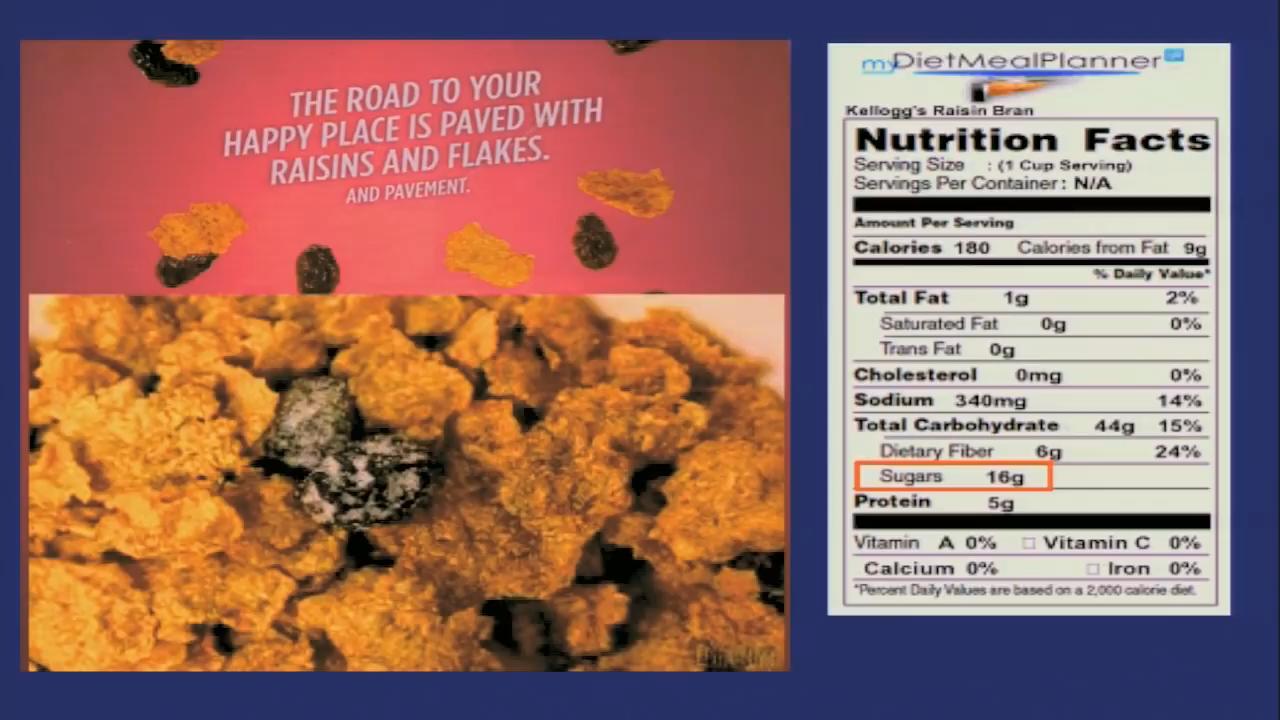 THE ROAD TO YOUR
HAPPY PLACE IS PAVED WITH
RAISINS AND FLAKES.
AND PAVEMENT.
myDietMealPlanner
Kellogg's Raisin Bran
Nutrition Facts
Serving Size : (1 Cup Serving)
Servings Per Container: N/A
Amount Per Serving
Calories 180 Calories from Fat 9g
% Daily Value*
Total Fat 1g 2%
Saturated Fat 0g 0%
Trans Fat 0g
Cholesterol 0mg 0%
Sodium 340mg 14%
Total Carbohydrate 44g 15%
Dietary Fiber 6g 24%
Sugars 16g
Protein 5g
Vitamin A 0% □ Vitamin C 0%
Calcium 0% □ Iron 0%
*Percent Daily Values are based on a 2,000 calorie diet.